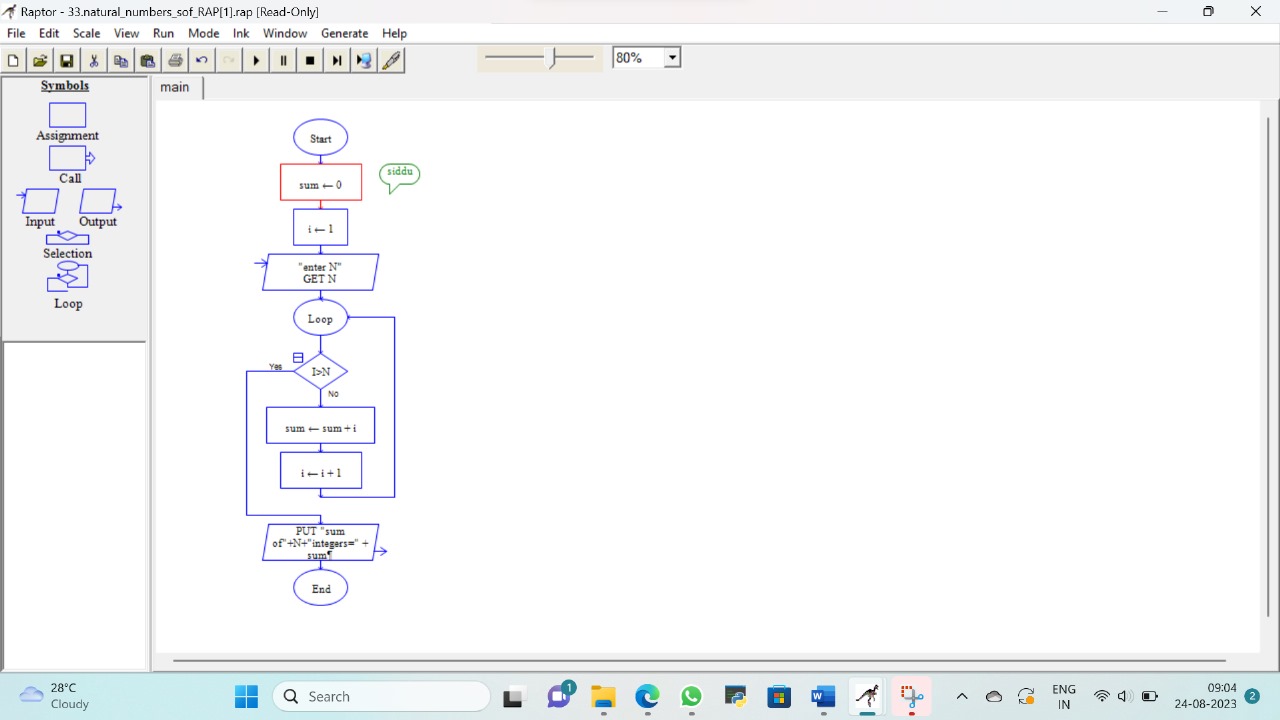 Raptor - 33.natural_numbers_sof_RAP[1].rap [Read-Only]
File Edit Scale View Run Mode Ink Window Generate Help
80%
Symbols
main
Assignment
Call
Input Output
Selection
Loop
Start
sum ← 0
siddu
i ← 1
"enter N"
GET N
Loop
Yes
I>N
No
sum ← sum + i
i ← i + 1
PUT "sum
of"+N+"integers=" +
sum¶
End
28°C
Cloudy
Search
1
ENG
IN
09:04
24-08-2023
2